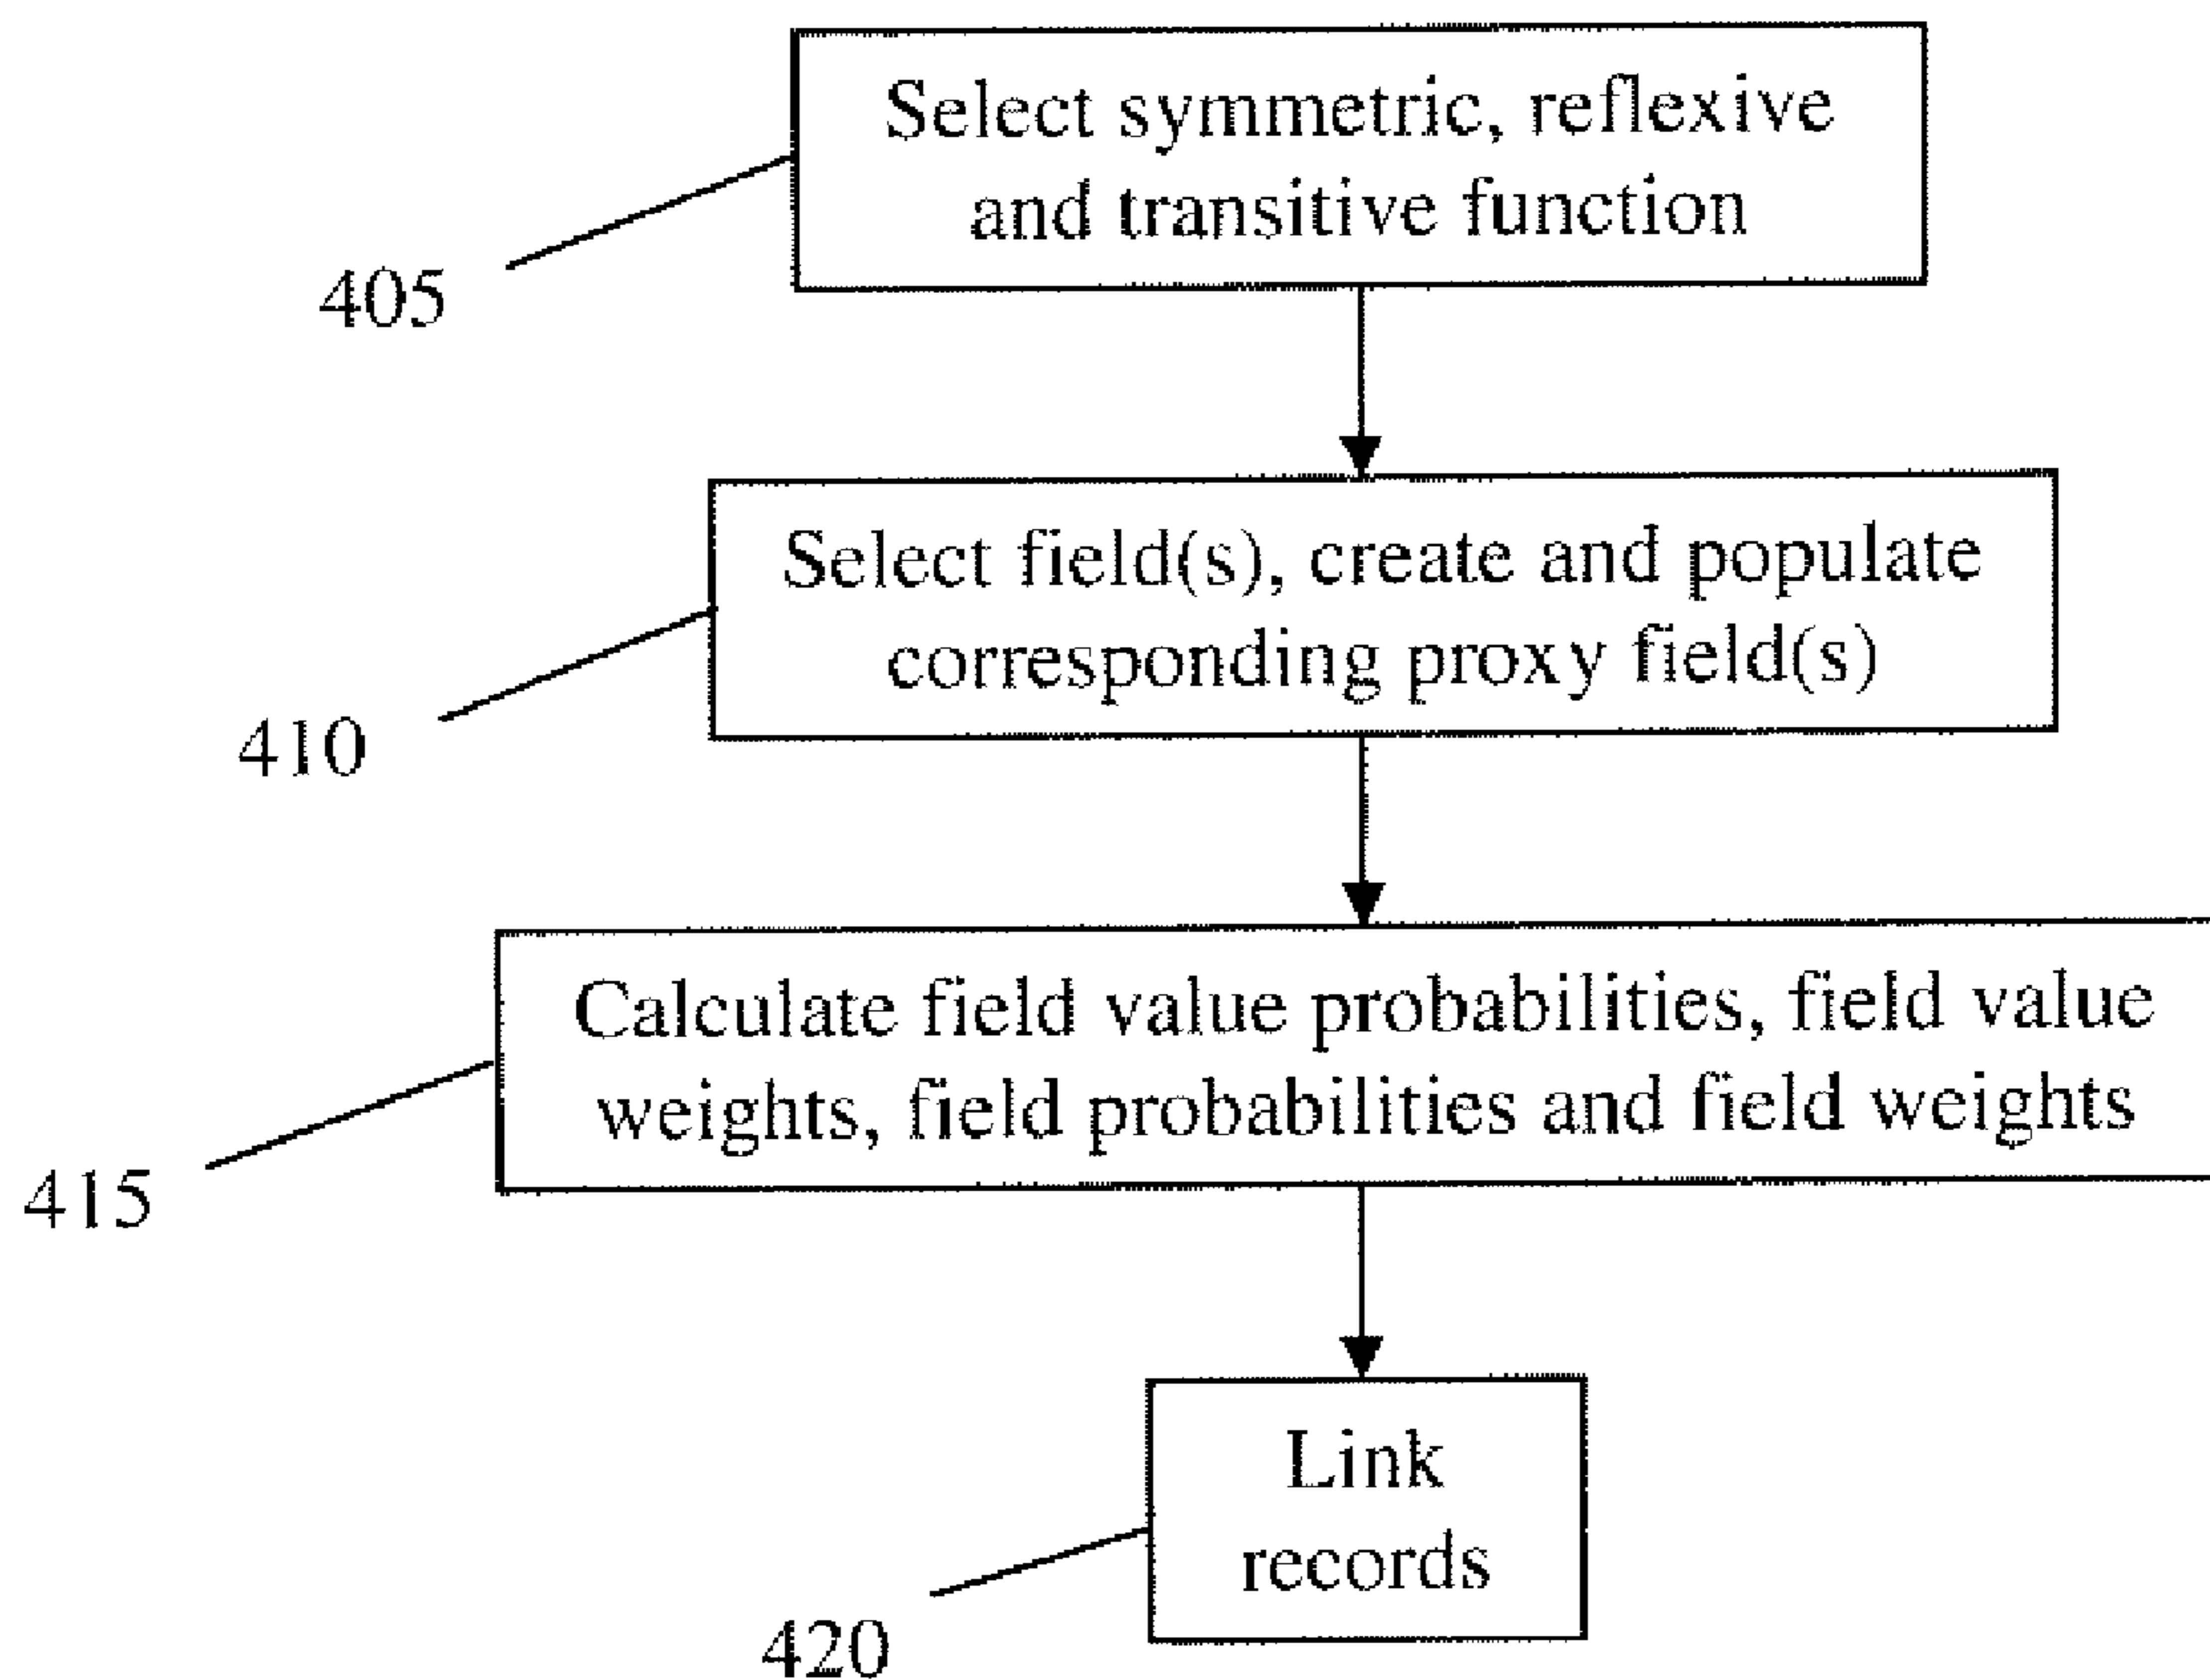 Select symmetric, reflexive
and transitive function
405
Select field(s), create and populate
corresponding proxy field(s)
410
Calculate field value probabilities, field value
weights, field probabilities and field weights
415
Link
records
420